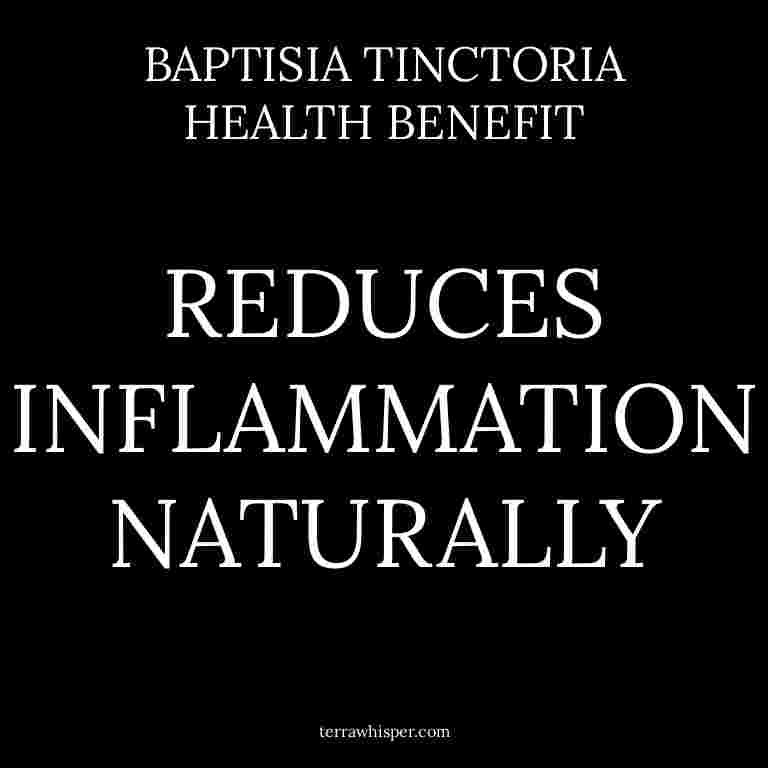 BAPTISIA TINCTORIA
HEALTH BENEFIT
REDUCES
INFLAMMATION
NATURALLY
terrawhisper.com